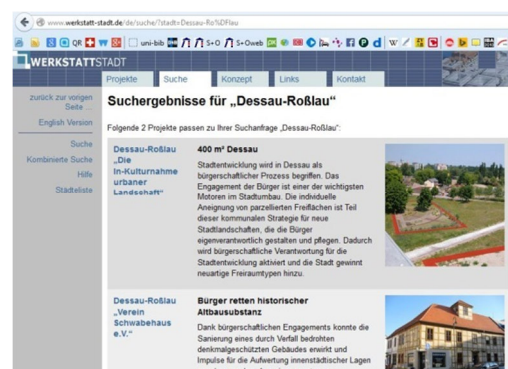 www.werkstatt-stadt.de/de/suche/?stadt=Dessau-Ro%DFlau
QR
uni-bib
S+O
S+Oweb
WERKSTATTSTADT
Projekte
Suche
Konzept
Links
Kontakt
zurück zur vorigen
Seite ...
English Version
Suche
Kombinierte Suche
Hilfe
Städteliste
Suchergebnisse für „Dessau-Roßlau“
Folgende 2 Projekte passen zu Ihrer Suchanfrage „Dessau-Roßlau“:
Dessau-Roßlau
„Die
In-Kulturnahme
urbaner
Landschaft“
400 m² Dessau
Stadtentwicklung wird in Dessau als
bürgerschaftlicher Prozess begriffen. Das
Engagement der Bürger ist einer der wichtigsten
Motoren im Stadtumbau. Die individuelle
Aneignung von parzellierten Freiflächen ist Teil
dieser kommunalen Strategie für neue
Stadtlandschaften, die die Bürger
eigenverantwortlich gestalten und pflegen. Dadurch
wird bürgerschaftliche Verantwortung für die
Stadtentwicklung aktiviert und die Stadt gewinnt
neuartige Freiraumtypen hinzu.
Dessau-Roßlau
„Verein
Schwabehaus
e.V.“
Bürger retten historischer
Altbausubstanz
Dank bürgerschaftlichen Engagements konnte die
Sanierung eines durch Verfall bedrohten
denkmalgeschützten Gebäudes erwirkt und
Impulse für die Aufwertung innenstädtischer Lagen